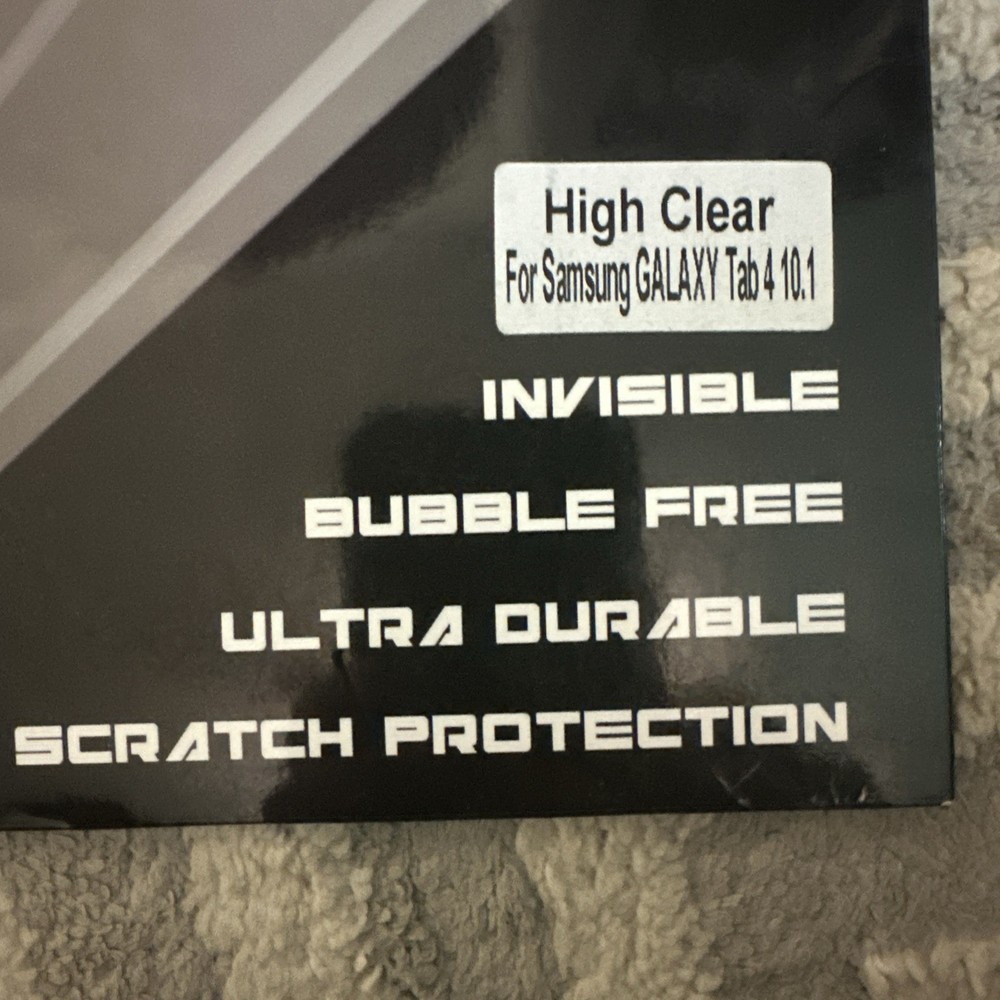 High Clear
For Samsung GALAXY Tab 4 10.1
INVISIBLE
BUBBLE FREE
ULTRA DURABLE
SCRATCH PROTECTION